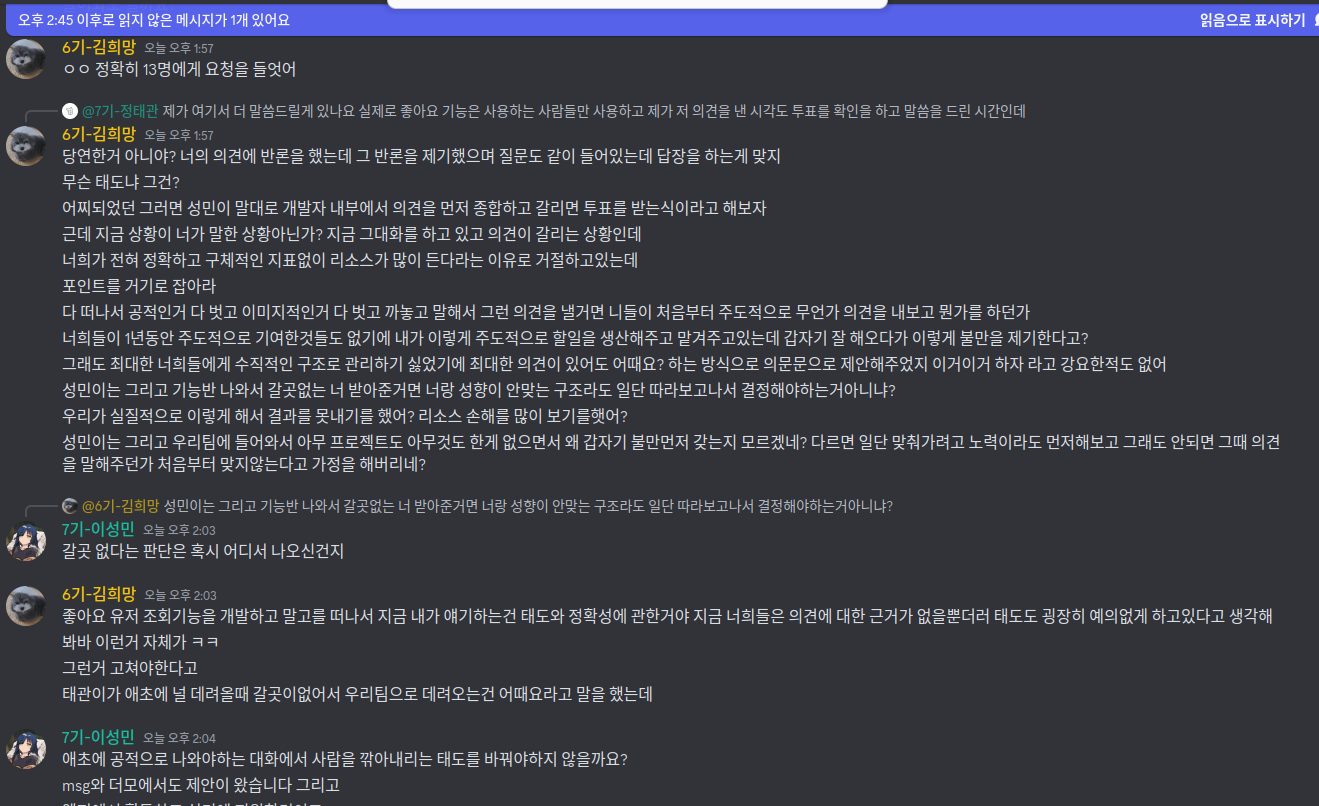 오후 2:45 이후로 읽지 않은 메시지가 1개 있어요
읽음으로 표시하기
6기-김희망 오늘 오후 1:57
ㅇㅇ 정확히 13명에게 요청을 들엇어
@7기-정태관 제가 여기서 더 말씀드릴게 있나요 실제로 좋아요 기능은 사용하는 사람들만 사용하고 제가 저 의견을 낸 시각도 투표를 확인을 하고 말씀을 드린 시간인데
6기-김희망 오늘 오후 1:57
당연한거 아니야? 너의 의견에 반론을 했는데 그 반론을 제기했으며 질문도 같이 들어있는데 답장을 하는게 맞지
무슨 태도냐 그건?
어찌되었던 그러면 성민이 말대로 개발자 내부에서 의견을 먼저 종합하고 갈리면 투표를 받는식이라고 해보자
근데 지금 상황이 너가 말한 상황아닌가? 지금 그대화를 하고 있고 의견이 갈리는 상황인데
너희가 전혀 정확하고 구체적인 지표없이 리소스가 많이 든다라는 이유로 거절하고있는데
포인트를 거기로 잡아라
다 떠나서 공적인거 다 벗고 이미지적인거 다 벗고 까놓고 말해서 그런 의견을 낼거면 니들이 처음부터 주도적으로 무언가 의견을 내보고 뭔가를 하던가
너희들이 1년동안 주도적으로 기여한것들도 없기에 내가 이렇게 주도적으로 할일을 생산해주고 맡겨주고있는데 갑자기 잘 해오다가 이렇게 불만을 제기한다고?
그래도 최대한 너희들에게 수직적인 구조로 관리하기 싫었기에 최대한 의견이 있어도 어때요? 하는 방식으로 의문문으로 제안해주었지 이거이거 하자 라고 강요한적도 없어
성민이는 그리고 기능반 나와서 갈곳없는 너 받아준거면 너랑 성향이 안맞는 구조라도 일단 따라보고나서 결정해야하는거아니냐?
우리가 실질적으로 이렇게 해서 결과를 못내기를 했어? 리소스 손해를 많이 보기를했어?
성민이는 그리고 우리팀에 들어와서 아무 프로젝트도 아무것도 한게 없으면서 왜 갑자기 불만먼저 갖는지 모르겠네? 다르면 일단 맞춰가려고 노력이라도 먼저해보고 그래도 안되면 그때 의견
을 말해주던가 처음부터 맞지않는다고 가정을 해버리네?
@6기-김희망 성민이는 그리고 기능반 나와서 갈곳없는 너 받아준거면 너랑 성향이 안맞는 구조라도 일단 따라보고나서 결정해야하는거아니냐?
7기-이성민 오늘 오후 2:03
갈곳 없다는 판단은 혹시 어디서 나오신건지
6기-김희망 오늘 오후 2:03
좋아요 유저 조회기능을 개발하고 말고를 떠나서 지금 내가 얘기하는건 태도와 정확성에 관한거야 지금 너희들은 의견에 대한 근거가 없을뿐더러 태도도 굉장히 예의없게 하고있다고 생각해
봐바 이런거 자체가 ㅋㅋ
그런거 고쳐야한다고
태관이가 애초에 널 데려올때 갈곳이없어서 우리팀으로 데려오는건 어때요라고 말을 했는데
7기-이성민 오늘 오후 2:04
애초에 공적으로 나와야하는 대화에서 사람을 깎아내리는 태도를 바꿔야하지 않을까요?
msg와 더모에서도 제안이 왔습니다 그리고